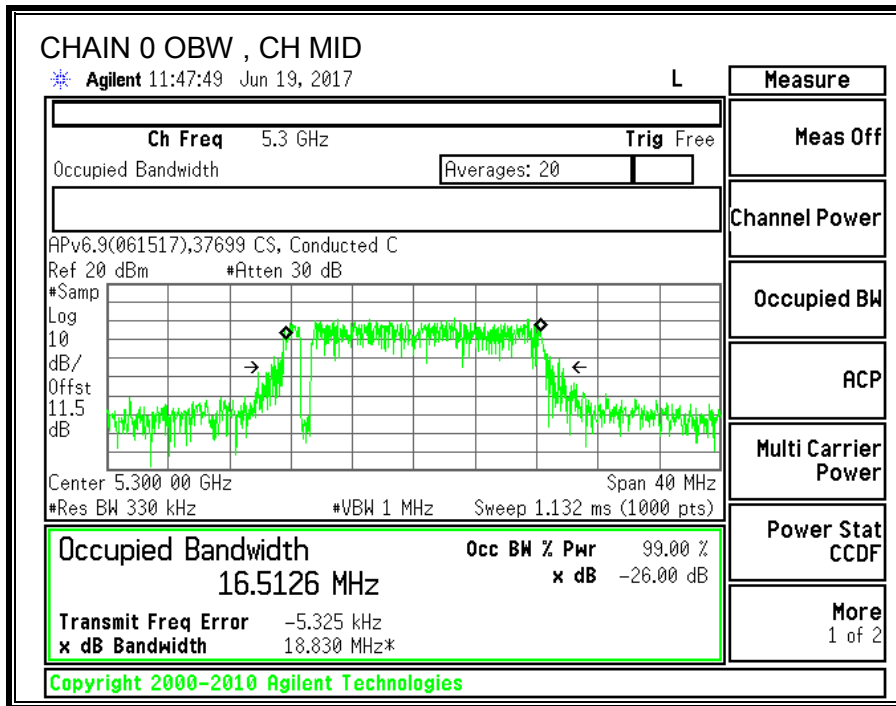 CHAIN 0 OBW , CH MID
Agilent 11:47:49 Jun 19, 2017 L
Measure
Ch Freq 5.3 GHz Trig Free
Meas Off
Occupied Bandwidth Averages: 20
Channel Power
APv6.9(061517),37699 CS, Conducted C
Ref 20 dBm #Atten 30 dB
#Samp
Log
10
dB/
Offst
11.5
dB
Occupied BW
ACP
Center 5.300 00 GHz Span 40 MHz
#Res BW 330 kHz #VBW 1 MHz Sweep 1.132 ms (1000 pts)
Multi Carrier
Power
Occupied Bandwidth Occ BW % Pwr 99.00 %
16.5126 MHz x dB -26.00 dB
Transmit Freq Error -5.325 kHz
x dB Bandwidth 18.830 MHz*
Power Stat
CCDF
More
1 of 2
Copyright 2000-2010 Agilent Technologies